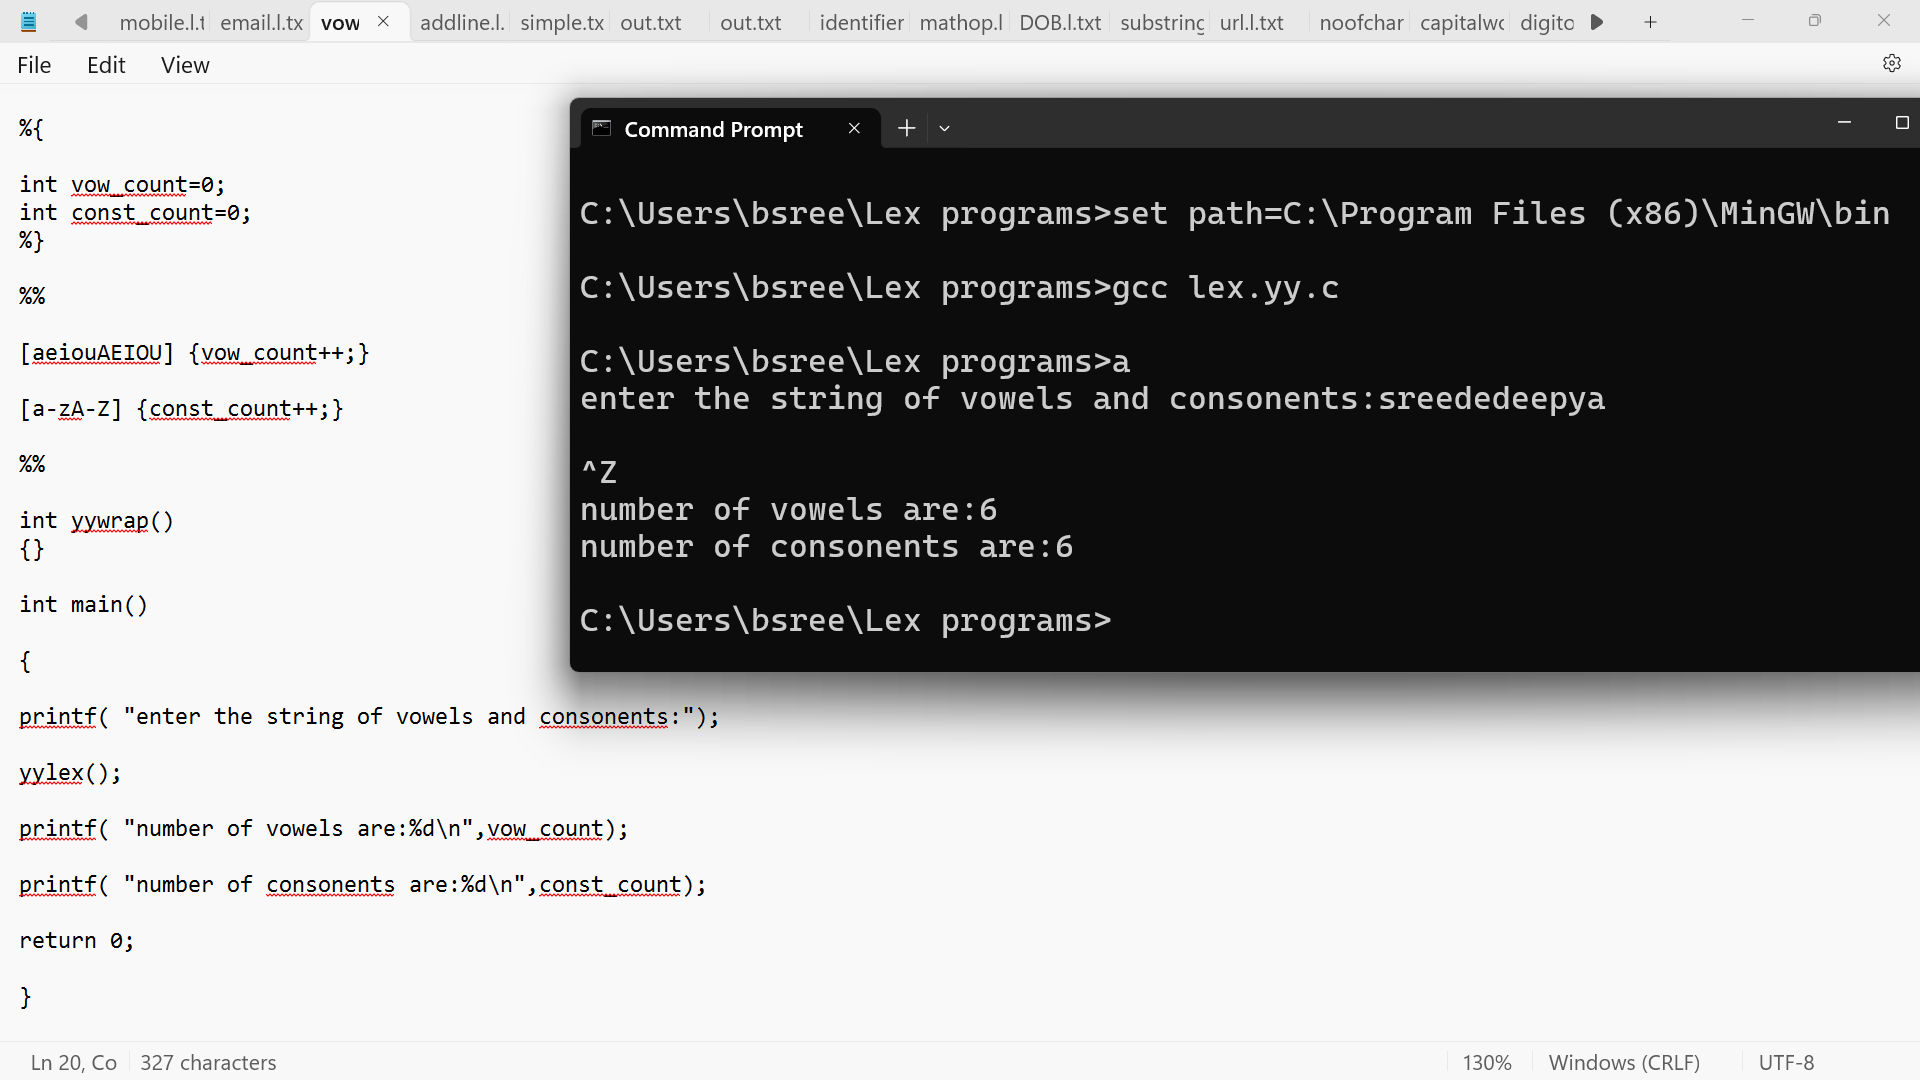 mobile.l.t email.l.tx vow addline.l. simple.tx out.txt out.txt identifier mathop.l DOB.l.txt substring url.l.txt noofchar capitalwo digito
File Edit View
%{
int vow_count=0;
int const_count=0;
%}
%%
[aeiouAEIOU] {vow_count++;}
[a-zA-Z] {const_count++;}
%%
int yywrap()
{}
int main()
{
printf( "enter the string of vowels and consonents:");
yylex();
printf( "number of vowels are:%d\n",vow_count);
printf( "number of consonents are:%d\n",const_count);
return 0;
}
Command Prompt
C:\Users\bsree\Lex programs>set path=C:\Program Files (x86)\MinGW\bin
C:\Users\bsree\Lex programs>gcc lex.yy.c
C:\Users\bsree\Lex programs>a
enter the string of vowels and consonents:sreedeedeepya
^Z
number of vowels are:6
number of consonents are:6
C:\Users\bsree\Lex programs>
Ln 20, Co 327 characters 130% Windows (CRLF) UTF-8